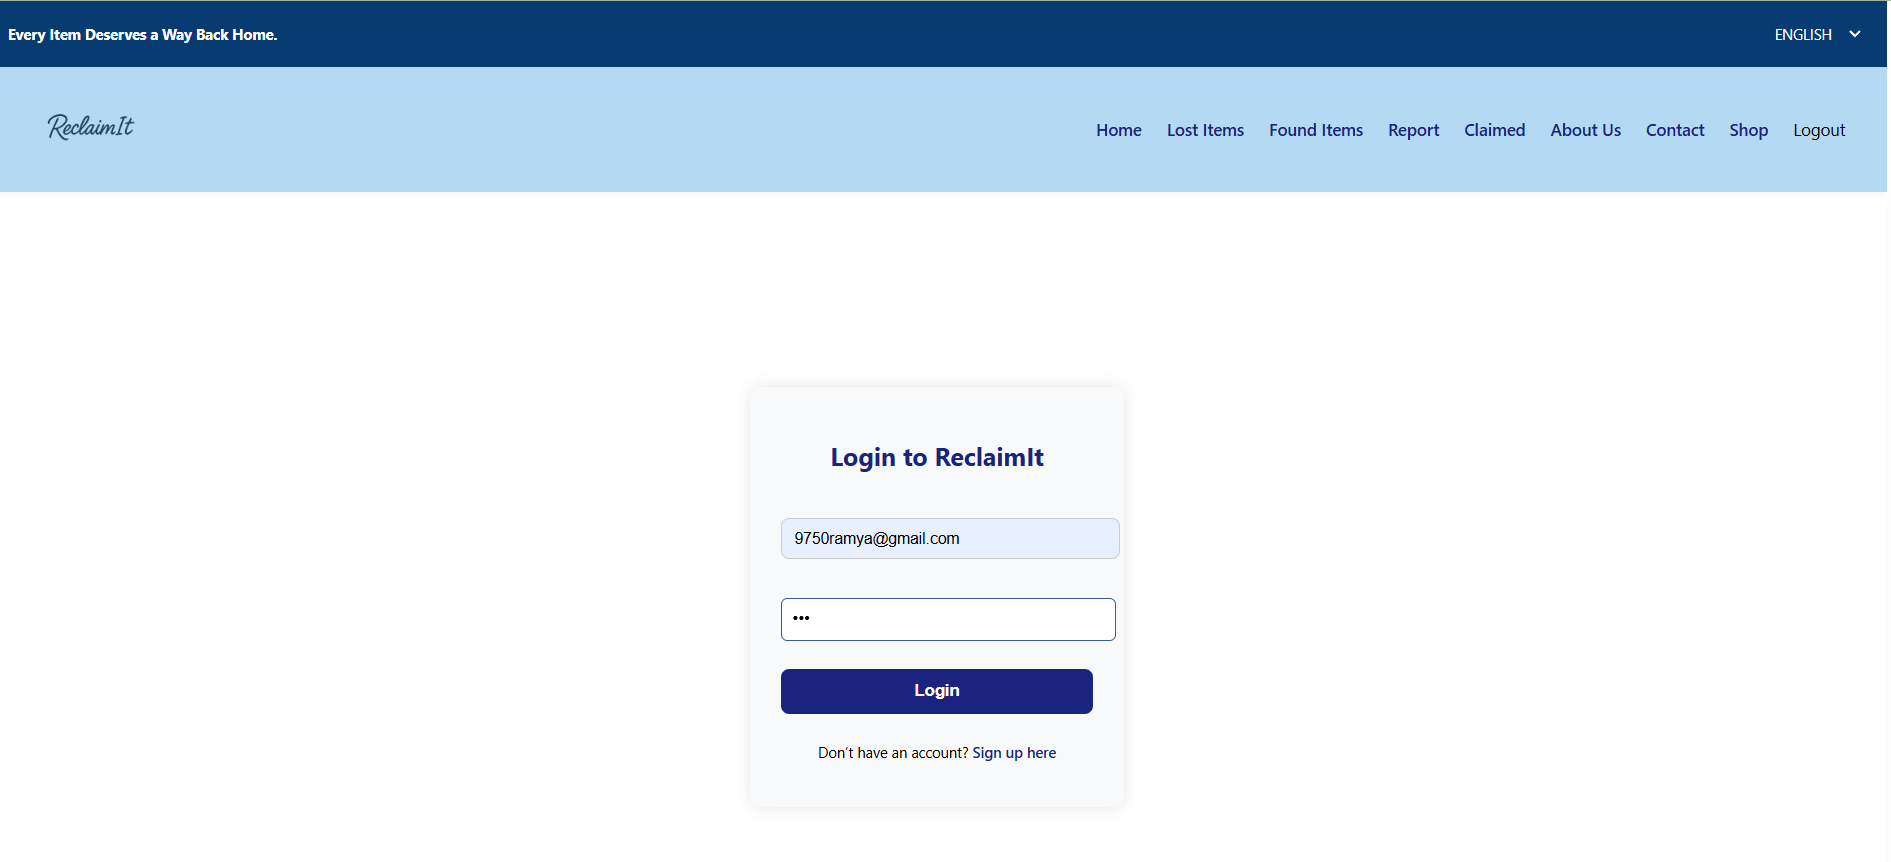 Every Item Deserves a Way Back Home.
ENGLISH
ReclaimIt
Home Lost Items Found Items Report Claimed About Us Contact Shop Logout
Login to ReclaimIt
9750ramya@gmail.com
•••
Login
Don't have an account? Sign up here